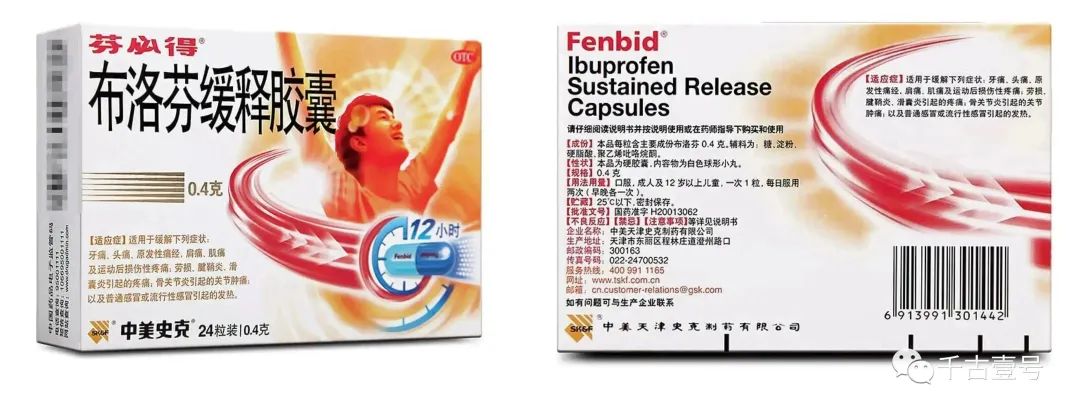 芬必得®
OTC
布洛芬缓释胶囊
0.4克
12小时
Fenbid
【适应症】适用于缓解下列症状:
牙痛、头痛、原发性痛经、肩痛、肌痛
及运动后损伤性疼痛;劳损、腱鞘炎、滑
囊炎引起的疼痛;骨关节炎引起的关节肿痛;
以及普通感冒或流行性感冒引起的发热。
SK&F
中美史克
24粒装|0.4克
中国药品电子监管码
Fenbid®
Ibuprofen
Sustained Release
Capsules
请仔细阅读说明书并按说明使用或在药师指导下购买和使用
【成份】本品每粒含主要成份布洛芬0.4克,辅料为:糖、淀粉、
硬脂酸、聚乙烯吡咯烷酮。
【性状】本品为硬胶囊,内容物为白色球形小丸。
【规格】0.4克
【用法用量】口服,成人及12岁以上儿童,一次1粒,每日服用
两次(早晚各一次)。
【贮藏】25℃以下,密封保存。
【批准文号】国药准字 H20013062
【不良反应】【禁忌】【注意事项】等详见说明书
企业名称:中美天津史克制药有限公司
生产地址:天津市东丽区程林庄道澄州路口
邮政编码:300163
传真号码:022-24700532
服务热线:400 991 1165
网址:www.tskf.com.cn
邮箱:cn.customer-relations@gsk.com
如有问题可与生产企业联系
【适应症】适用于缓解下列症状:牙痛、头痛、原
发性痛经、肩痛、肌痛及运动后损伤性疼痛;劳损、
腱鞘炎、滑囊炎引起的疼痛;骨关节炎引起的关节
肿痛;以及普通感冒或流行性感冒引起的发热。
6 913991 301442
SK&F
中美天津史克制药有限公司
千古壹号